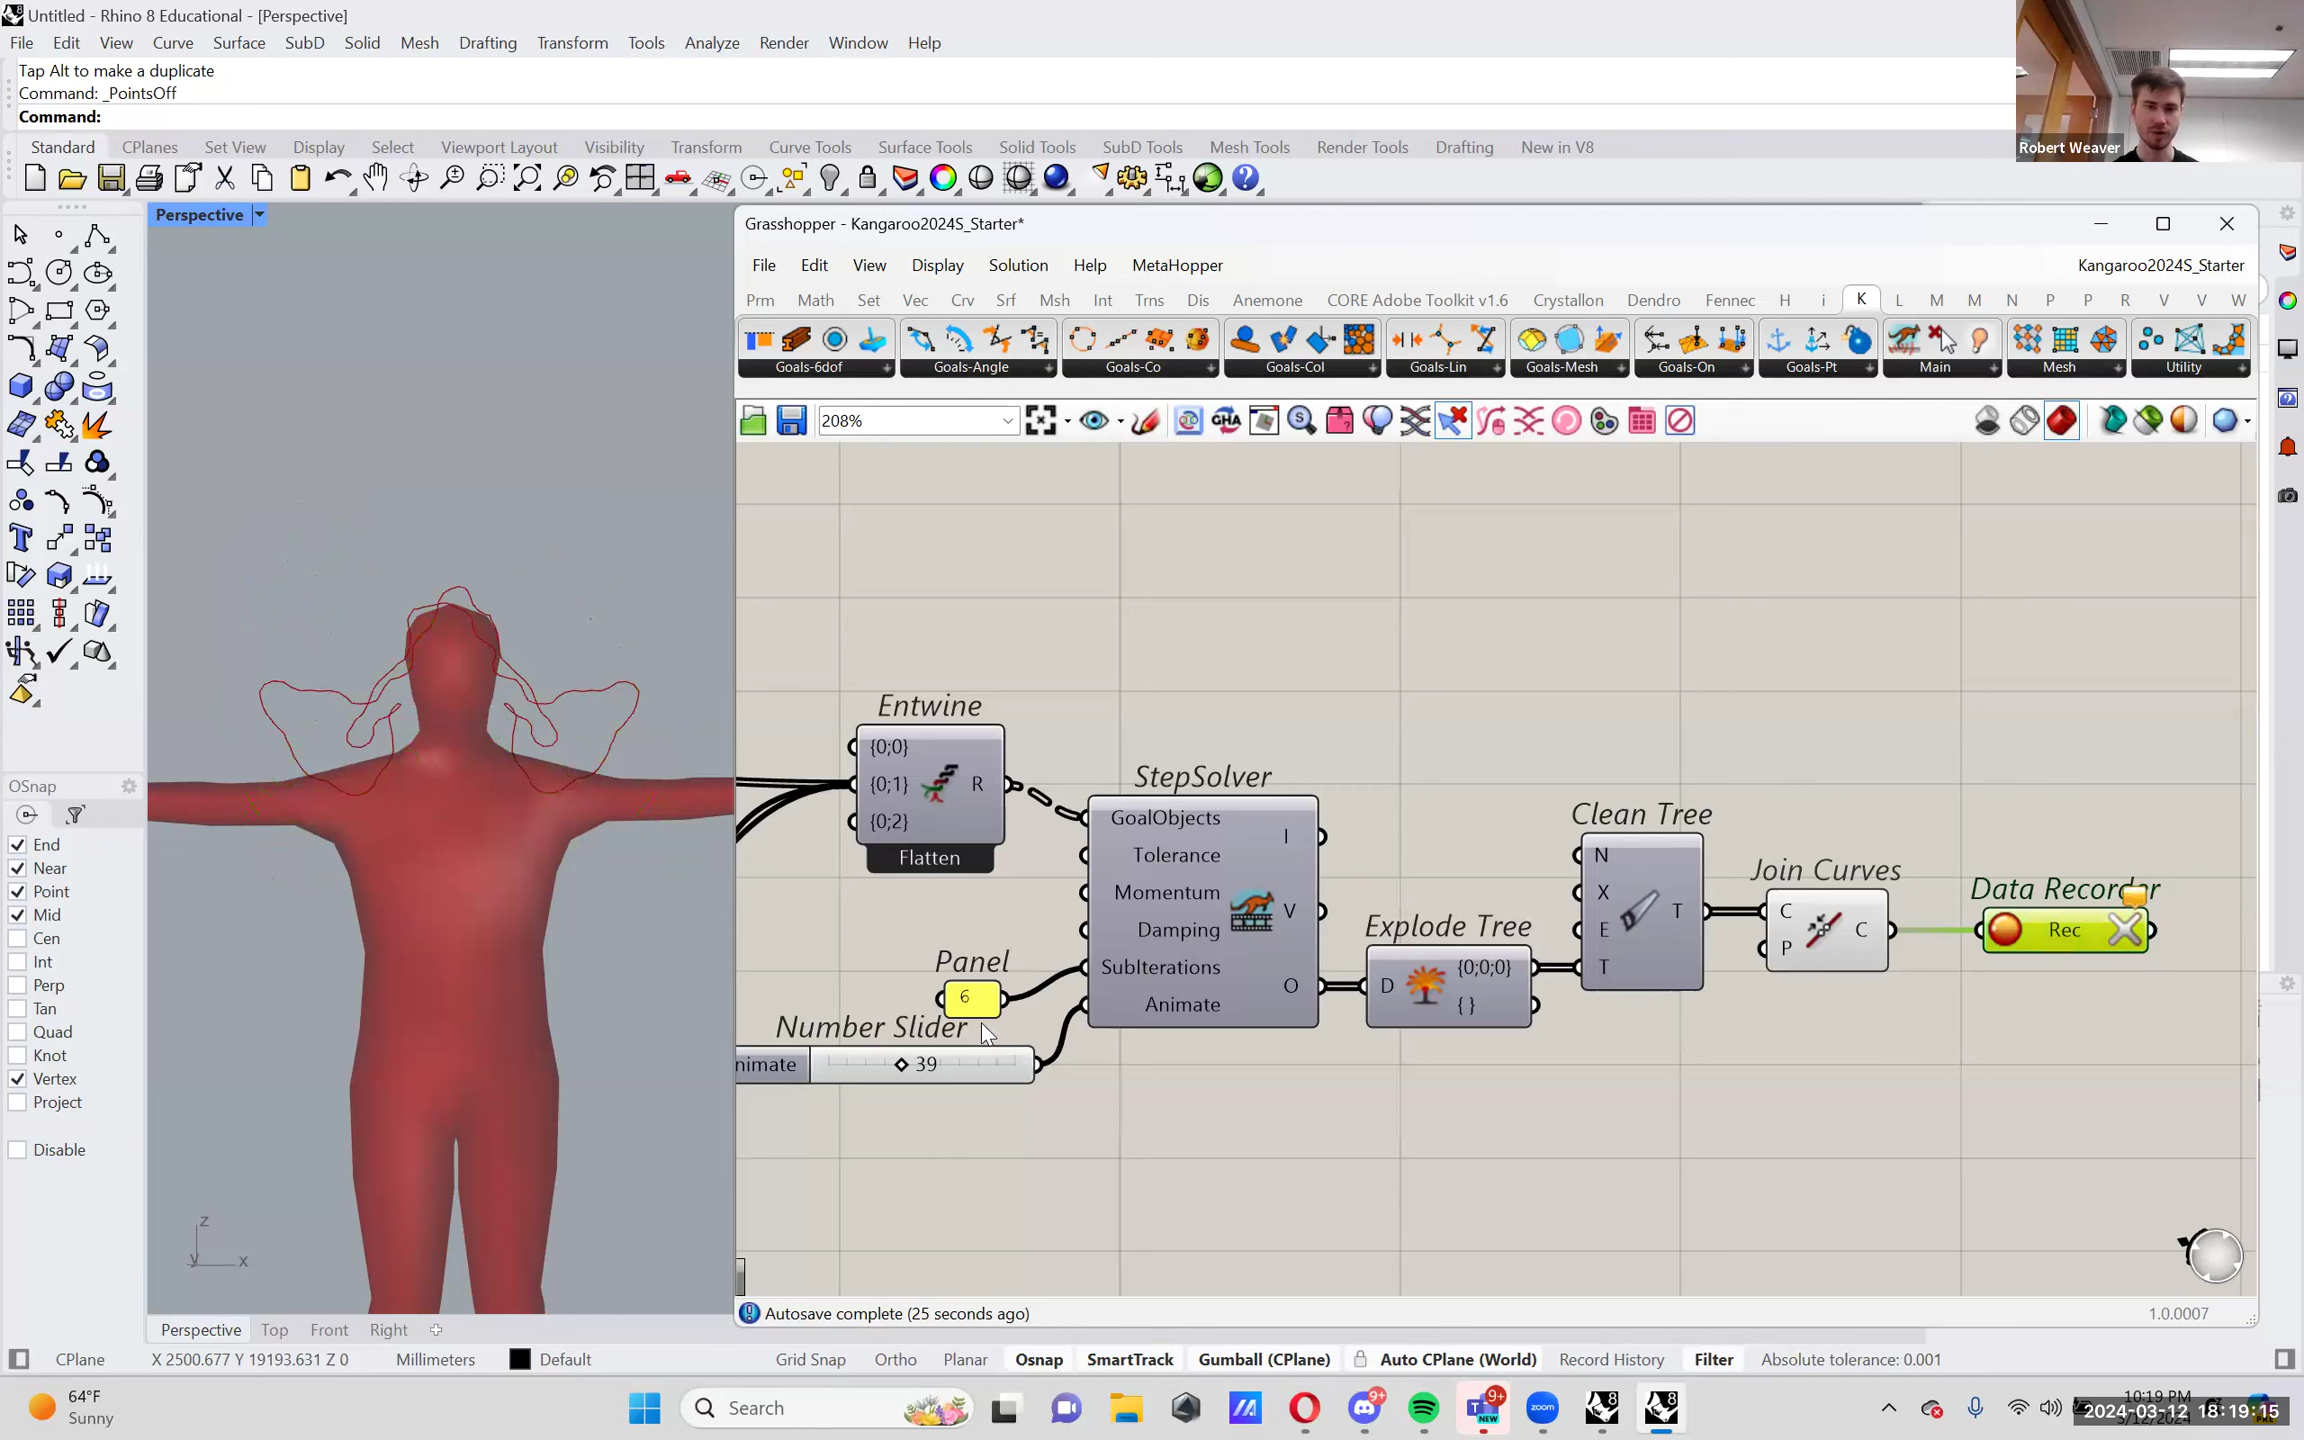 Untitled - Rhino 8 Educational - [Perspective]
File Edit View Curve Surface SubD Solid Mesh Drafting Transform Tools Analyze Render Window Help
Tap Alt to make a duplicate
Command: _PointsOff
Command:
Robert Weaver
Standard CPlanes Set View Display Select Viewport Layout Visibility Transform Curve Tools Surface Tools Solid Tools SubD Tools Mesh Tools Render Tools Drafting New in V8
Perspective
Grasshopper - Kangaroo2024S_Starter*
File Edit View Display Solution Help MetaHopper Kangaroo2024S_Starter
Prm Math Set Vec Crv Srf Msh Int Trns Dis Anemone CORE Adobe Toolkit v1.6 Crystallon Dendro Fennec H i K L M M N P P R V V W
Goals-6dof Goals-Angle Goals-Co Goals-Col Goals-Lin Goals-Mesh Goals-On Goals-Pt Main Mesh Utility
208%
GHA
Entwine
{0;0}
{0;1} R
{0;2}
Flatten
StepSolver
GoalObjects
Tolerance
Momentum
Damping
SubIterations
Animate
I
V
O
Panel
6
Number Slider
nimate 39
Explode Tree
D {0;0;0}
{ }
Clean Tree
N
X
E
T
T
Join Curves
C
P
C
Data Recorder
Rec
OSnap
End
Near
Point
Mid
Cen
Int
Perp
Tan
Quad
Knot
Vertex
Project
Disable
z
y x
Autosave complete (25 seconds ago) 1.0.0007
Perspective Top Front Right
CPlane X 2500.677 Y 19193.631 Z 0 Millimeters Default Grid Snap Ortho Planar Osnap SmartTrack Gumball (CPlane) Auto CPlane (World) Record History Filter Absolute tolerance: 0.001
64°F
Sunny
Search
9+
9+
NEW
zoom
8
8
10:19 PM
2024-03-12 18:19:15